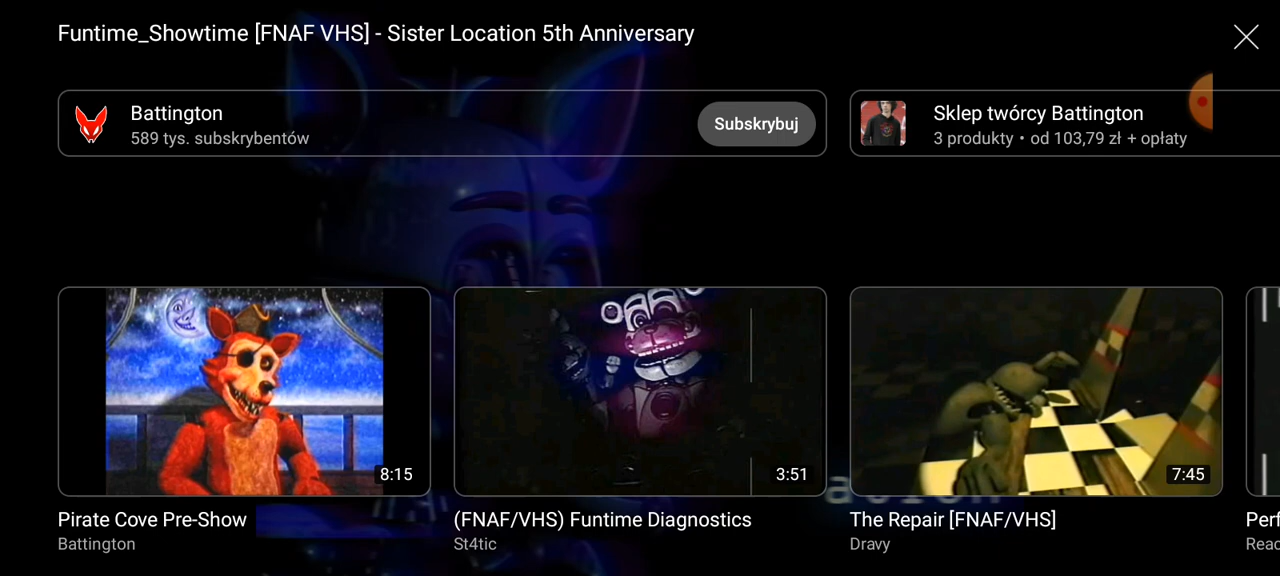 Funtime_Showtime [FNAF VHS] - Sister Location 5th Anniversary
Battington
589 tys. subskrybentów
Subskrybuj
Sklep twórcy Battington
3 produkty • od 103,79 zł + opłaty
8:15
3:51
7:45
Pirate Cove Pre-Show
Battington
(FNAF/VHS) Funtime Diagnostics
St4tic
The Repair [FNAF/VHS]
Dravy
Perf
Reac